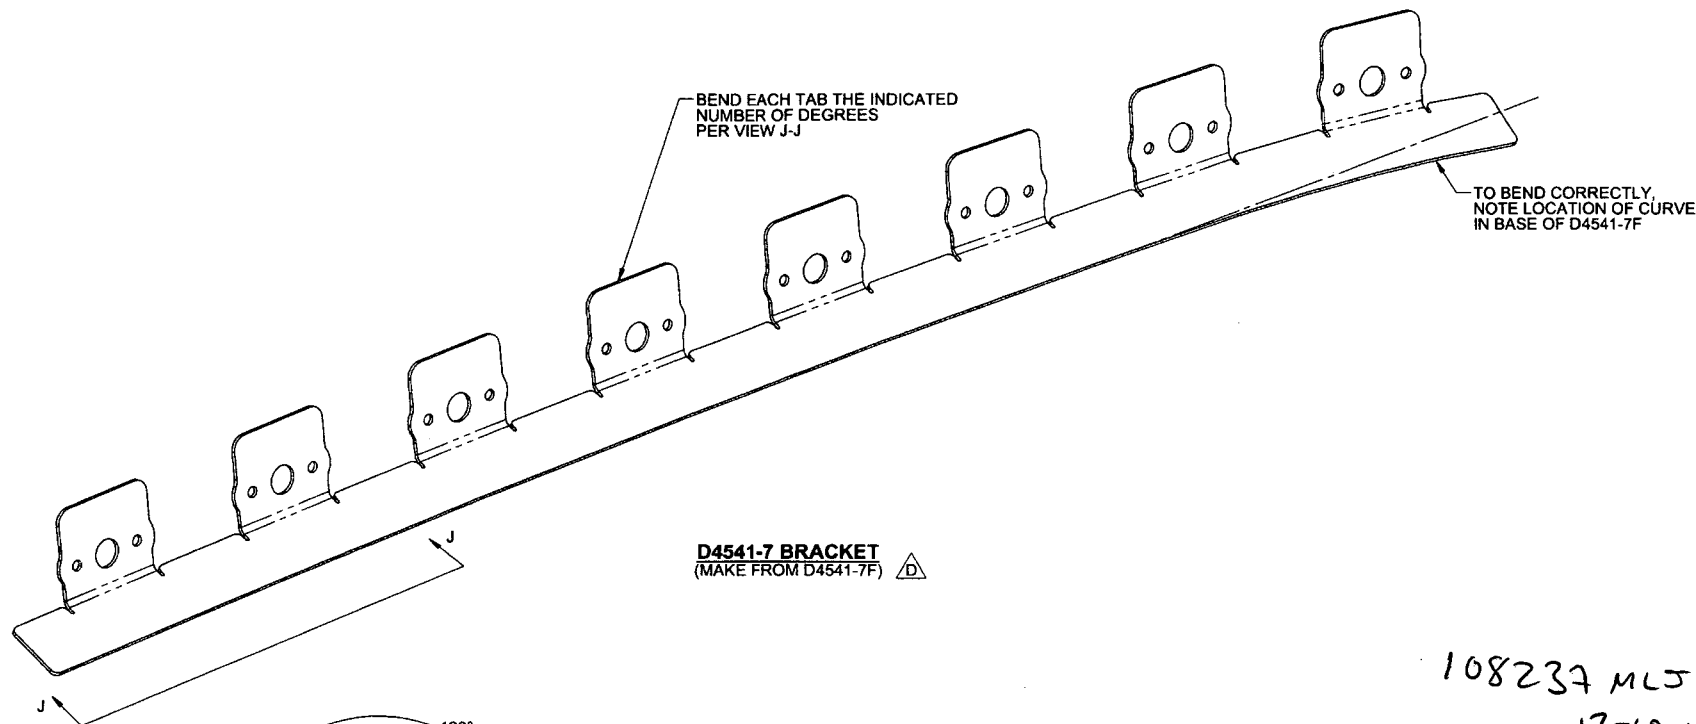 BEND EACH TAB THE INDICATED
NUMBER OF DEGREES
PER VIEW J-J
TO BEND CORRECTLY,
NOTE LOCATION OF CURVE
IN BASE OF D4541-7F
J
D4541-7 BRACKET
(MAKE FROM D4541-7F) D
J
108237 MLJ